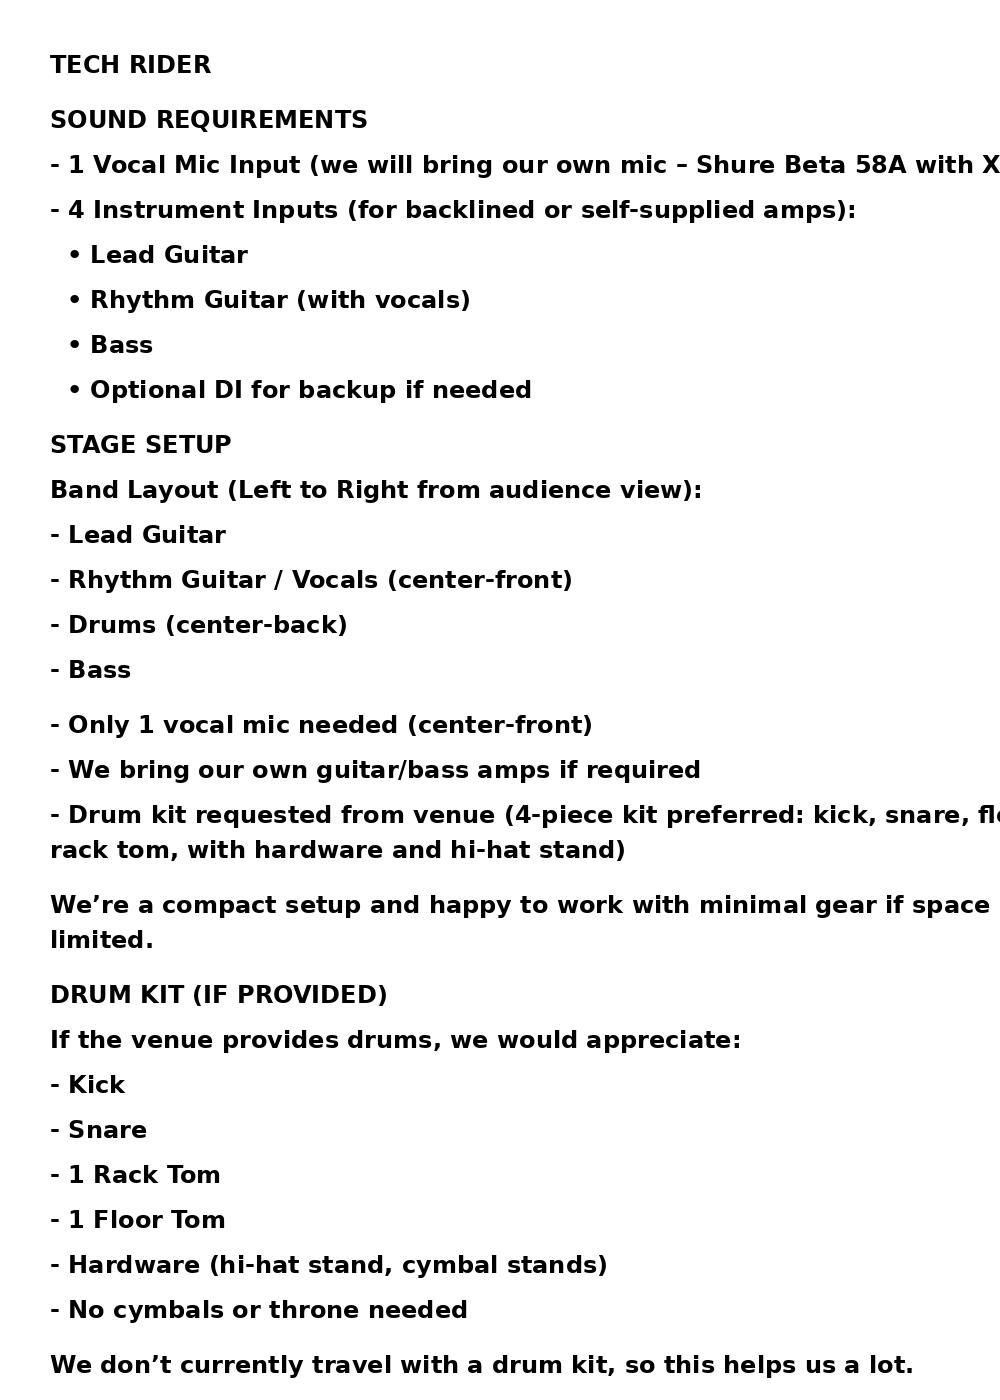 TECH RIDER
SOUND REQUIREMENTS
- 1 Vocal Mic Input (we will bring our own mic – Shure Beta 58A with
- 4 Instrument Inputs (for backlined or self-supplied amps):
• Lead Guitar
• Rhythm Guitar (with vocals)
• Bass
• Optional DI for backup if needed
STAGE SETUP
Band Layout (Left to Right from audience view):
- Lead Guitar
- Rhythm Guitar / Vocals (center-front)
- Drums (center-back)
- Bass
- Only 1 vocal mic needed (center-front)
- We bring our own guitar/bass amps if required
- Drum kit requested from venue (4-piece kit preferred: kick, snare,
rack tom, with hardware and hi-hat stand)
We’re a compact setup and happy to work with minimal gear if space
limited.
DRUM KIT (IF PROVIDED)
If the venue provides drums, we would appreciate:
- Kick
- Snare
- 1 Rack Tom
- 1 Floor Tom
- Hardware (hi-hat stand, cymbal stands)
- No cymbals or throne needed
We don’t currently travel with a drum kit, so this helps us a lot.